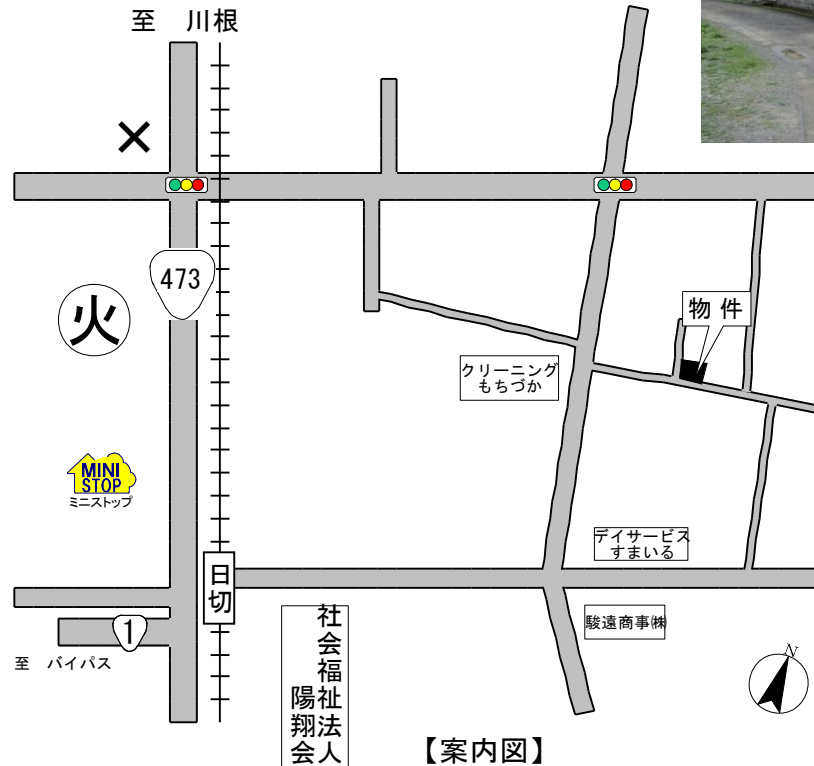 至 川根
×
473
火
物 件
クリーニング
もちづか
MINI
STOP
ミニストップ
デイサービス
すまいる
日切
1
至 バイパス
社会福祉法人
陽翔会
駿遠商事㈱
N
【案内図】